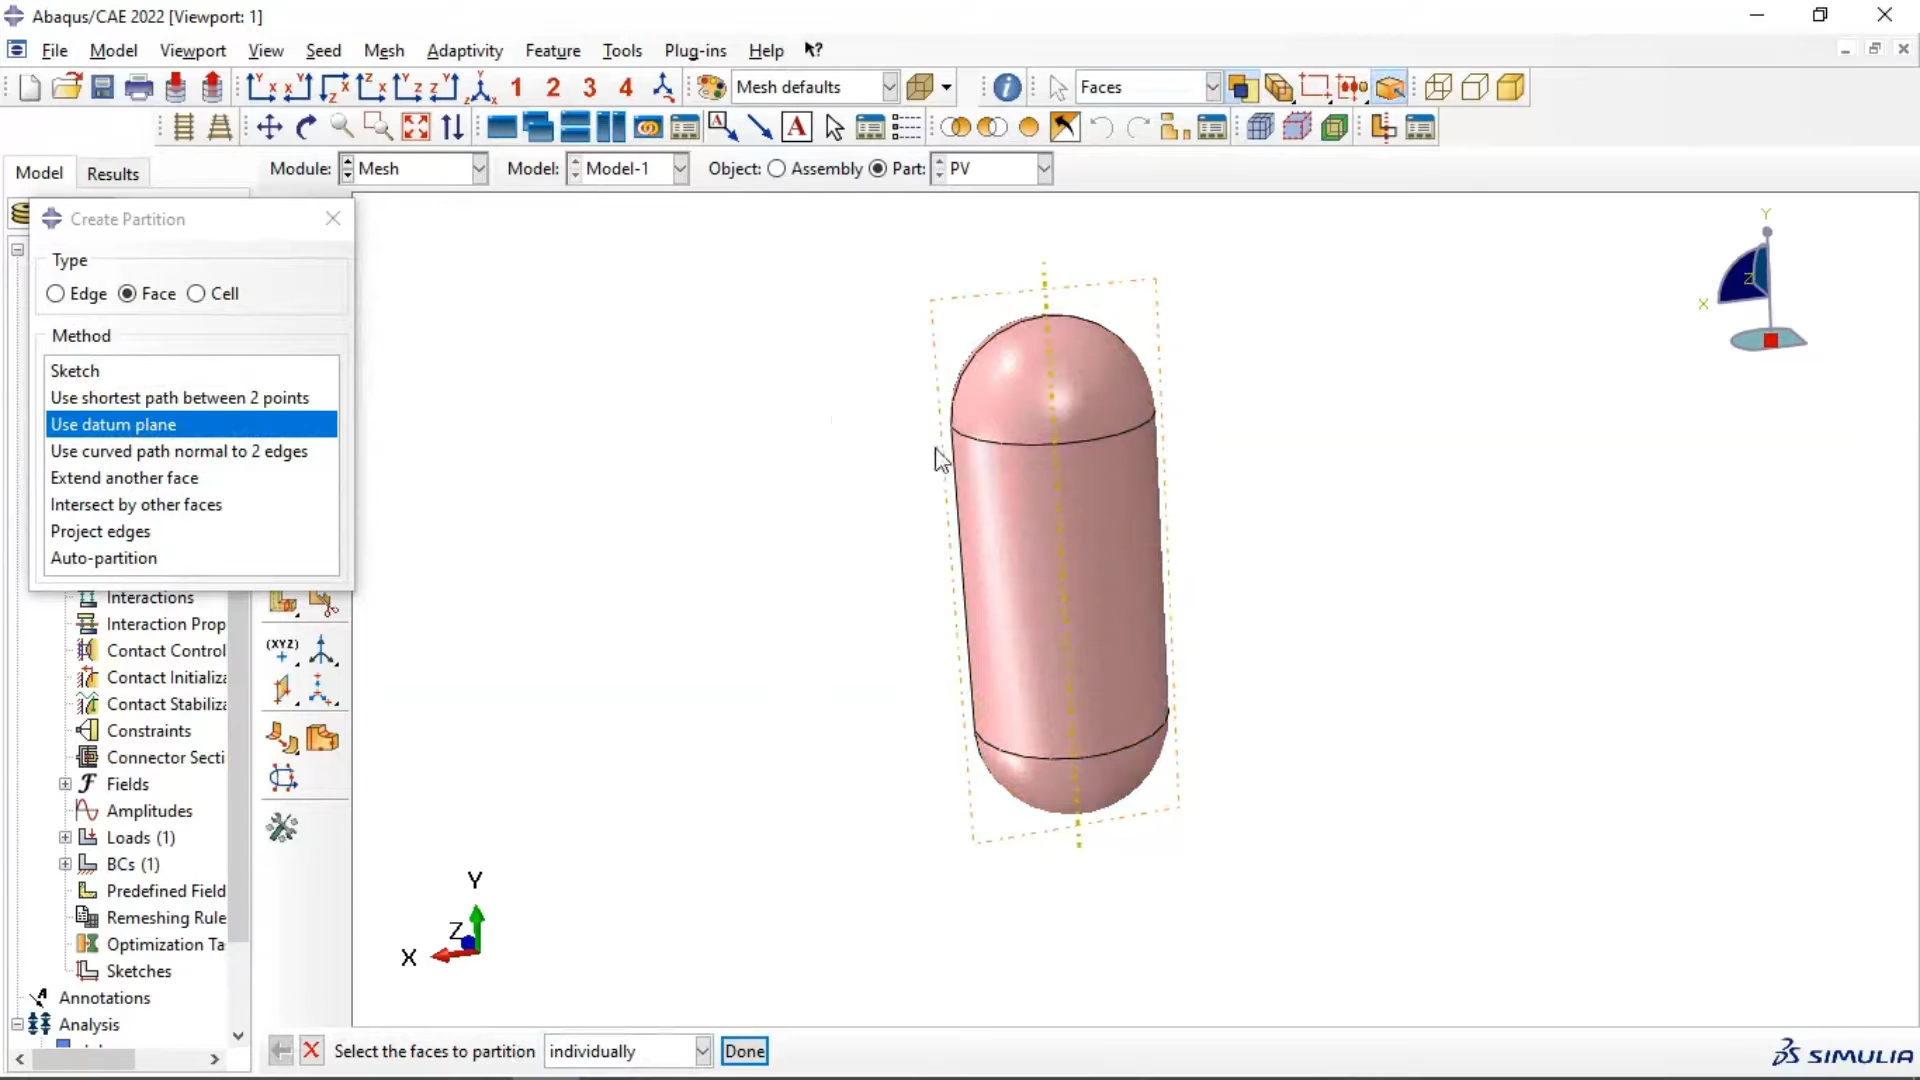 Abaqus/CAE 2022 [Viewport: 1]
File Model Viewport View Seed Mesh Adaptivity Feature Tools Plug-ins Help
1 2 3 4 Mesh defaults Faces
Model Results Module: Mesh Model: Model-1 Object: Assembly Part: PV
Create Partition
Type
Edge Face Cell
Method
Sketch
Use shortest path between 2 points
Use datum plane
Use curved path normal to 2 edges
Extend another face
Intersect by other faces
Project edges
Auto-partition
Interactions
Interaction Prop
Contact Control
Contact Initializa
Contact Stabiliza
Constraints
Connector Secti
Fields
Amplitudes
Loads (1)
BCs (1)
Predefined Field
Remeshing Rule
Optimization Ta
Sketches
Annotations
Analysis
(XYZ)
Y
X
Z
Y
Z
X
Select the faces to partition individually Done
SIMULIA